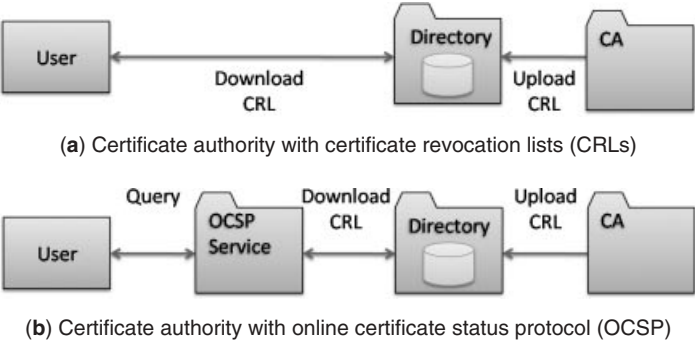 User
Directory
CA
Download
CRL
Upload
CRL
(a) Certificate authority with certificate revocation lists (CRLs)
Query
Download
CRL
Upload
CRL
User
OCSP
Service
Directory
CA
(b) Certificate authority with online certificate status protocol (OCSP)